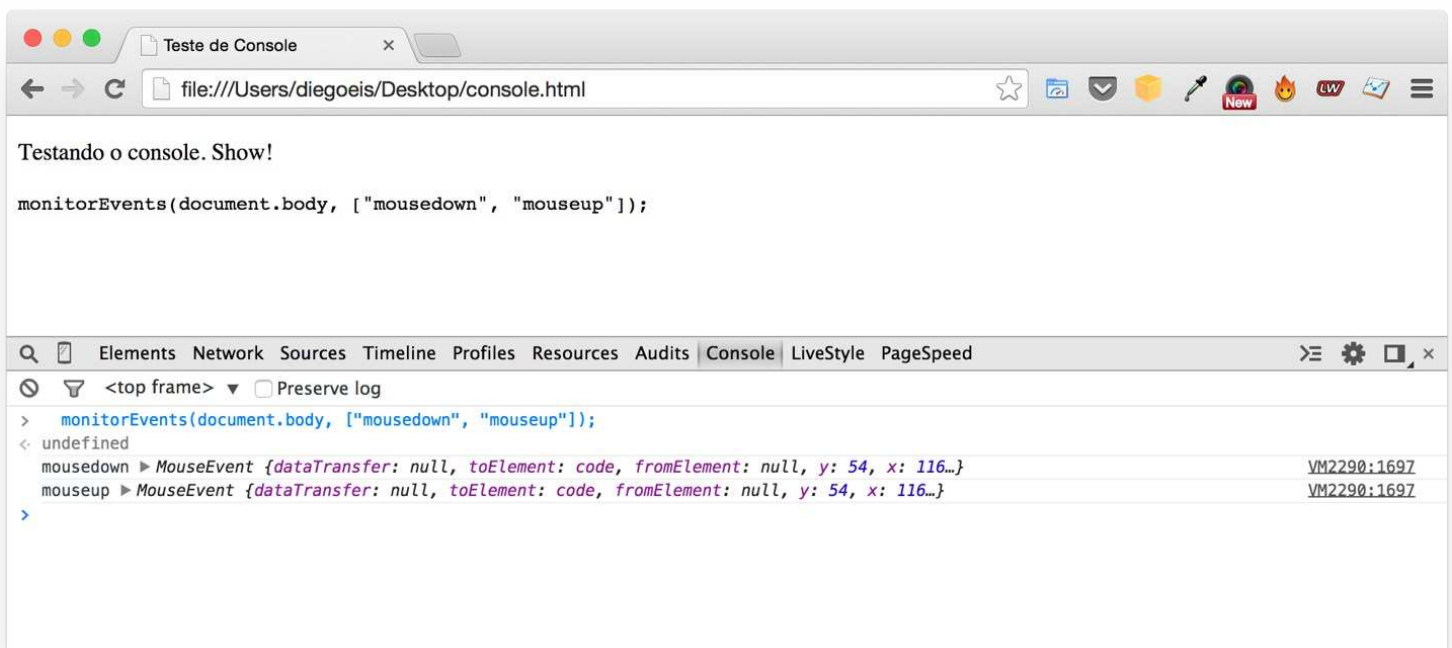 Teste de Console
file:///Users/diegoeis/Desktop/console.html
New
LW
Testando o console. Show!
monitorEvents(document.body, ["mousedown", "mouseup"]);
Elements Network Sources Timeline Profiles Resources Audits Console LiveStyle PageSpeed
<top frame> ▼ Preserve log
> monitorEvents(document.body, ["mousedown", "mouseup"]);
<· undefined
mousedown ▶ MouseEvent {dataTransfer: null, toElement: code, fromElement: null, y: 54, x: 116…} VM2290:1697
mouseup ▶ MouseEvent {dataTransfer: null, toElement: code, fromElement: null, y: 54, x: 116…} VM2290:1697
>